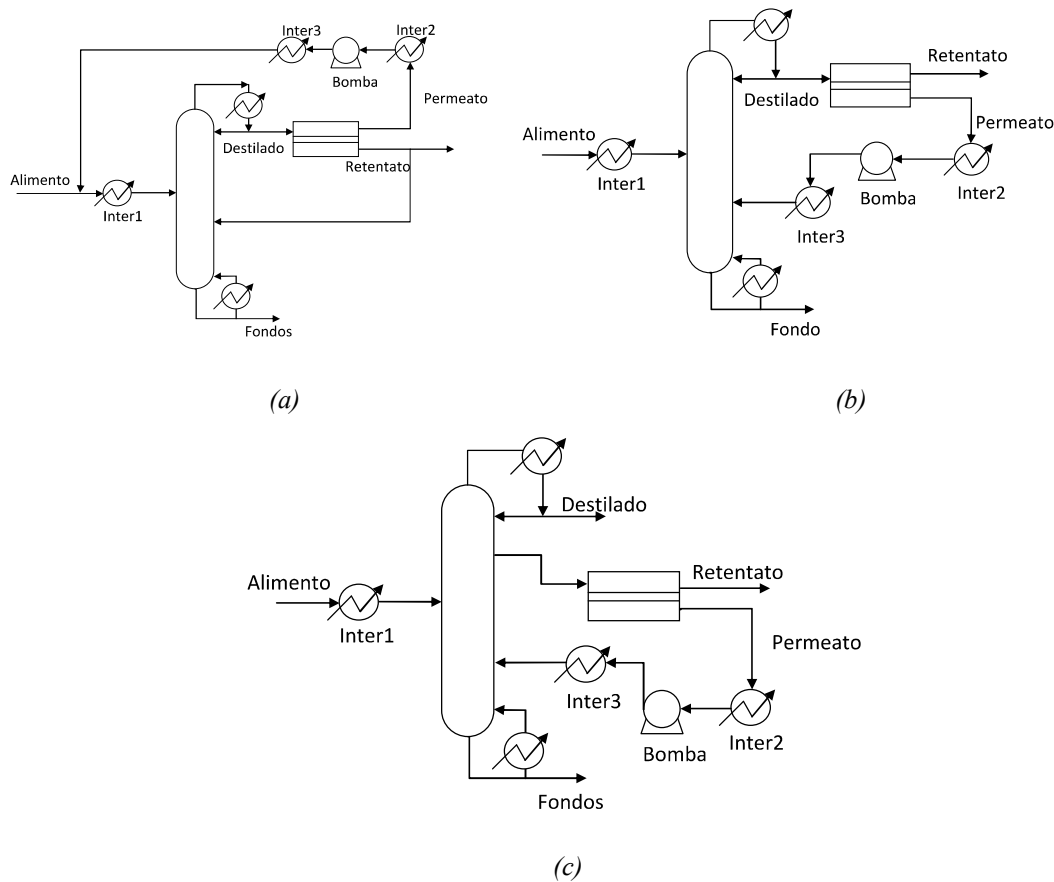 Inter3
Inter2
Bomba
Permeato
Destilado
Retentato
Alimento
Inter1
Fondos
(a)
Retentato
Destilado
Alimento
Permeato
Inter1
Bomba
Inter2
Inter3
Fondo
(b)
Destilado
Alimento
Retentato
Inter1
Permeato
Inter3
Inter2
Bomba
Fondos
(c)